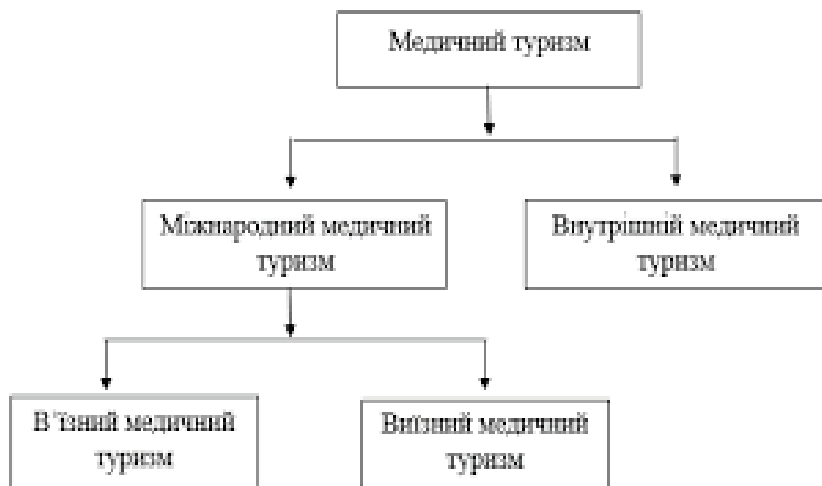 Медичний туризм
Міжнародний медичний
туризм
Внутрішній медичний
туризм
В'їзний медичний
туризм
Виїзний медичний
туризм